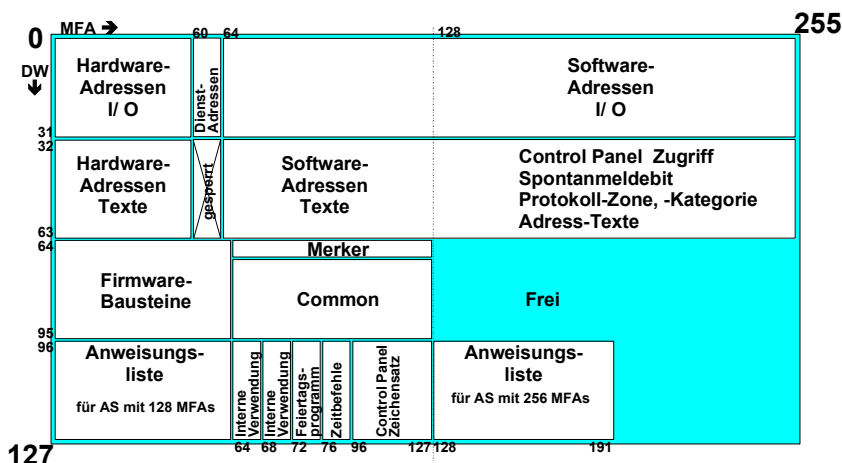 MFA ➔
0
60
64
128
255
DW
Hardware-
Adressen
I/ O
Dienst-
Adressen
Software-
Adressen
I/ O
31
32
Hardware-
Adressen
Texte
gesperrt
Software-
Adressen
Texte
Control Panel Zugriff
Spontanmeldebit
Protokoll-Zone, -Kategorie
Adress-Texte
63
64
Firmware-
Bausteine
Merker
Common
Frei
95
96
Anweisungs-
liste
für AS mit 128 MFAs
Interne
Verwendung
Interne
Verwendung
Feiertags-
programm
Zeitbefehle
Control Panel
Zeichensatz
Anweisungs-
liste
für AS mit 256 MFAs
127
64
68
72
76
96
127
128
191